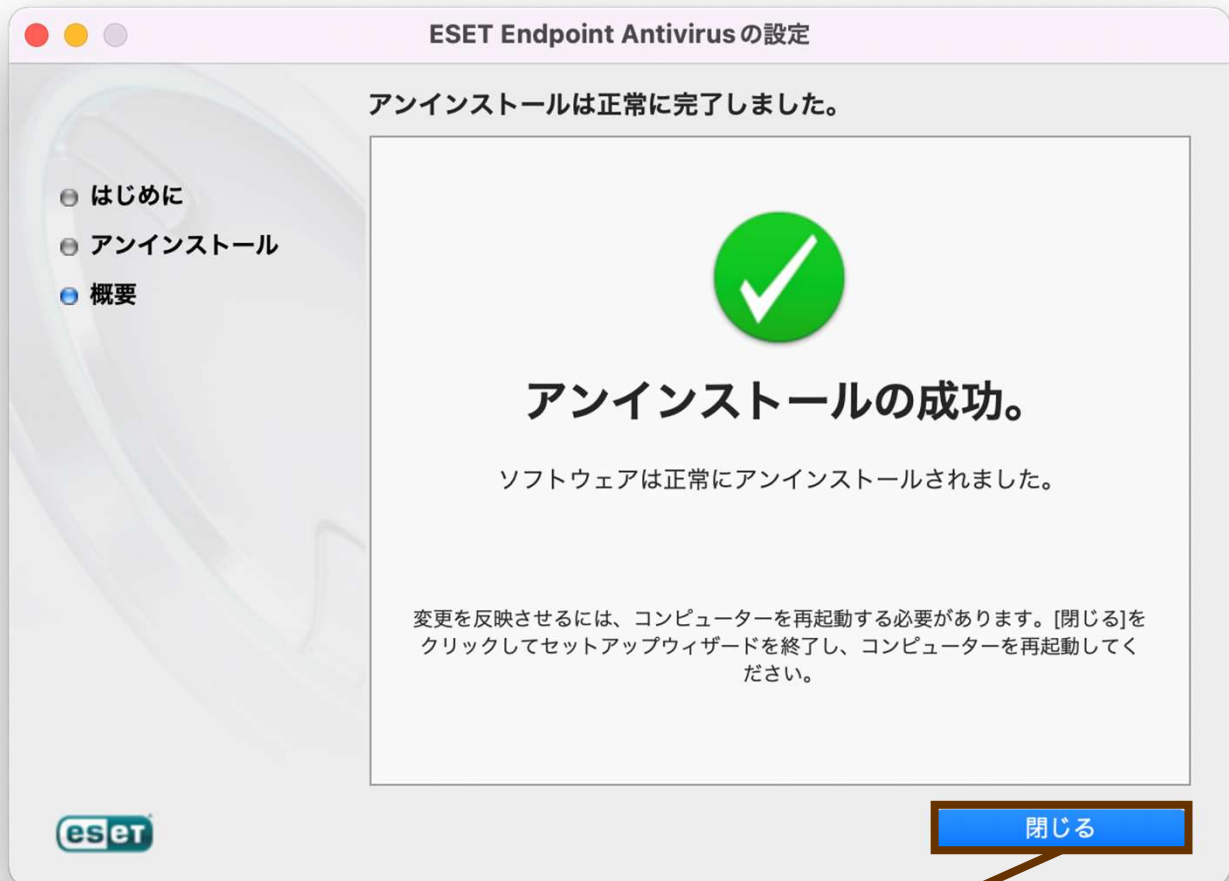 ESET Endpoint Antivirusの設定
アンインストールは正常に完了しました。
はじめに
アンインストール
概要
アンインストールの成功。
ソフトウェアは正常にアンインストールされました。
変更を反映させるには、コンピューターを再起動する必要があります。[閉じる]を
クリックしてセットアップウィザードを終了し、コンピューターを再起動してく
ださい。
eset
閉じる